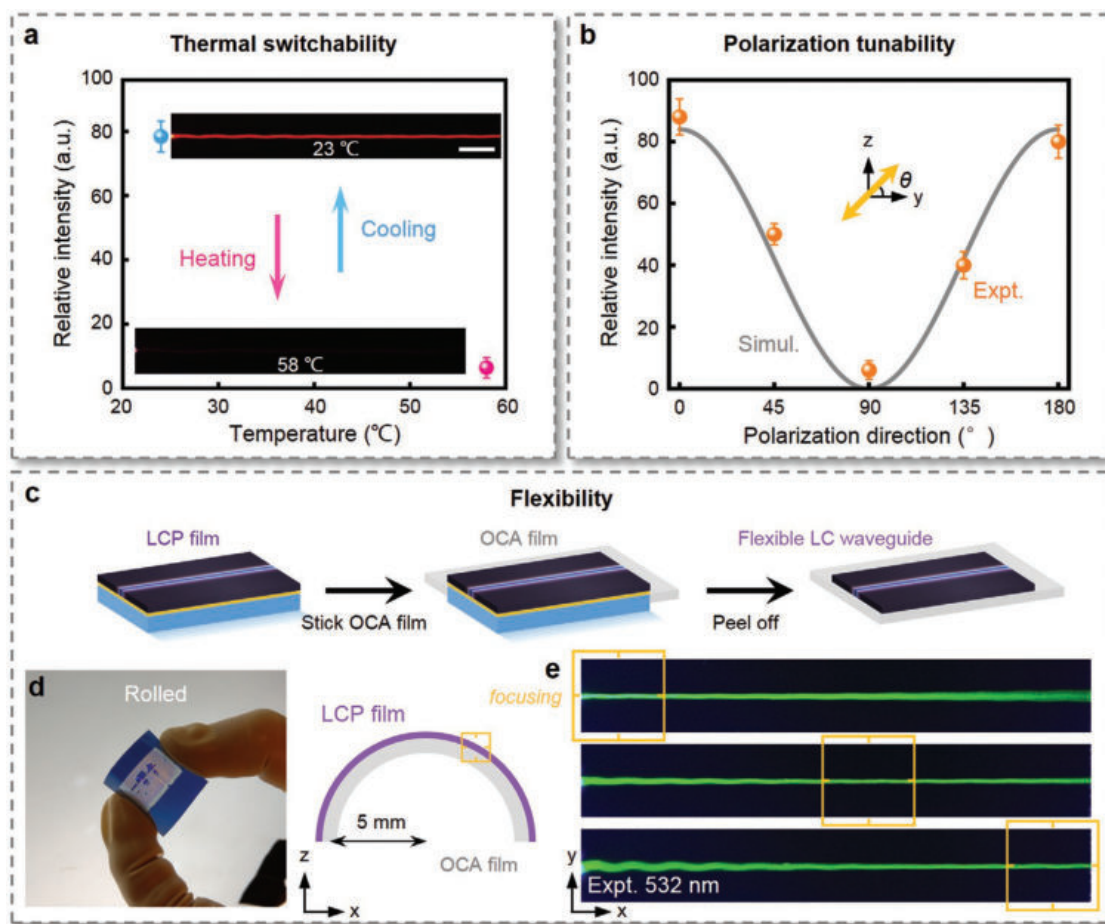 a
Thermal switchability
Relative intensity (a.u.)
100
80
60
40
20
0
23 ℃
Heating
Cooling
58 ℃
20
30
40
50
60
Temperature (℃)
b
Polarization tunability
Relative intensity (a.u.)
100
80
60
40
20
0
z
θ
y
Simul.
Expt.
0
45
90
135
180
Polarization direction (°)
c
Flexibility
LCP film
Stick OCA film
OCA film
Peel off
Flexible LC waveguide
d
Rolled
LCP film
5 mm
OCA film
z
x
e
focusing
Expt. 532 nm
y
x